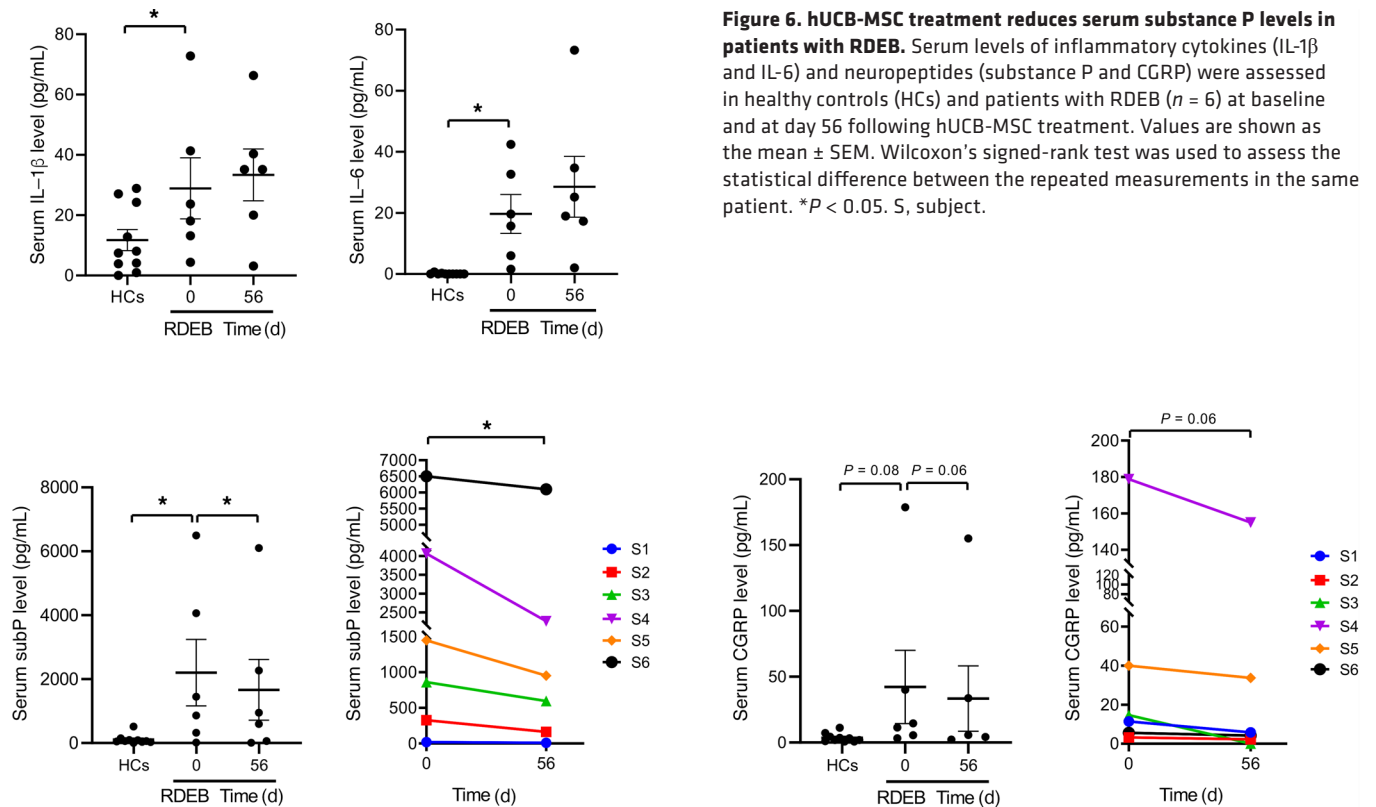 Figure 6. hUCB-MSC treatment reduces serum substance P levels in
patients with RDEB. Serum levels of inflammatory cytokines (IL-1β
and IL-6) and neuropeptides (substance P and CGRP) were assessed
in healthy controls (HCs) and patients with RDEB (n = 6) at baseline
and at day 56 following hUCB-MSC treatment. Values are shown as
the mean ± SEM. Wilcoxon’s signed-rank test was used to assess the
statistical difference between the repeated measurements in the same
patient. *P < 0.05. S, subject.
Serum IL–1β level (pg/mL)
80
60
40
20
0
*
HCs
0
56
RDEB
Time (d)
Serum IL–6 level (pg/mL)
80
60
40
20
0
*
HCs
0
56
RDEB
Time (d)
Serum subP level (pg/mL)
8000
6000
4000
2000
0
*
*
HCs
0
56
RDEB
Time (d)
Serum subP level (pg/mL)
7000
6500
6000
5500
5000
4000
3500
3000
2500
1500
1000
500
0
*
0
56
Time (d)
S1
S2
S3
S4
S5
S6
Serum CGRP level (pg/mL)
200
150
100
50
0
P = 0.08
P = 0.06
HCs
0
56
RDEB
Time (d)
Serum CGRP level (pg/mL)
200
180
160
140
120
100
80
60
40
20
0
P = 0.06
0
56
Time (d)
S1
S2
S3
S4
S5
S6